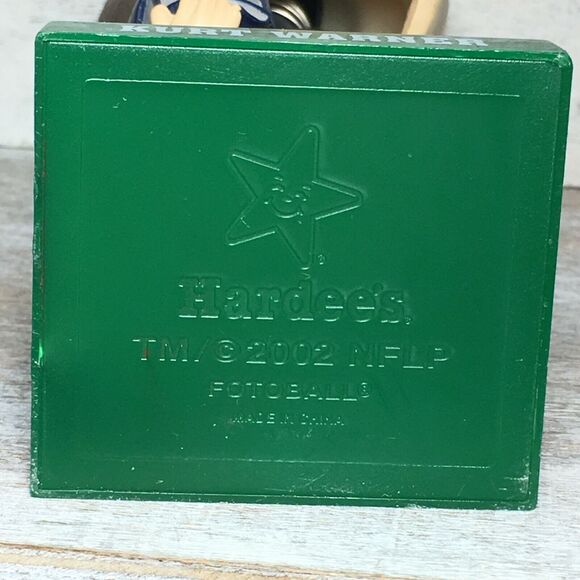 KURT WARNER
Hardee's®
TM/©2002 NFLP
FOTOBALL®
MADE IN CHINA